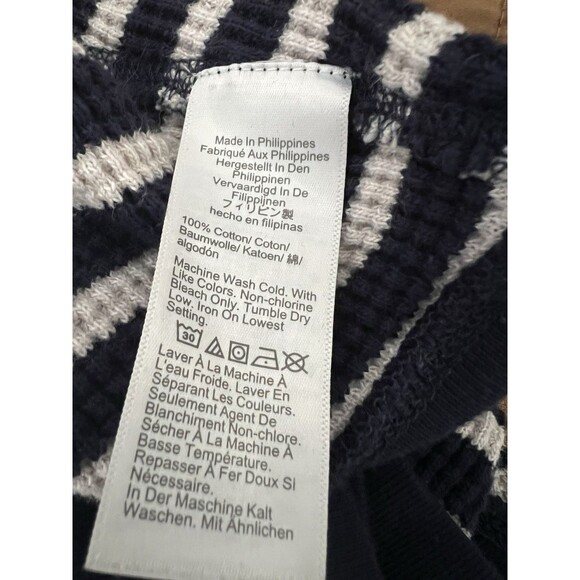 Made In Philippines
Fabriqué Aux Philippines
Hergestellt In Den
Philippinen
Vervaardigd In De
Filippijnen
フィリピン製
hecho en filipinas
100% Cotton/ Coton/
Baumwolle/ Katoen/ 綿/
algodón
Machine Wash Cold. With
Like Colors. Non-chlorine
Bleach Only. Tumble Dry
Low. Iron On Lowest
Setting.
30
Laver À La Machine À
L'eau Froide. Laver En
Séparant Les Couleurs.
Seulement Agent De
Blanchiment Non-chlore.
Sécher À La Machine À
Basse Température.
Repasser À Fer Doux Si
Nécessaire.
In Der Maschine Kalt
Waschen. Mit Ähnlichen